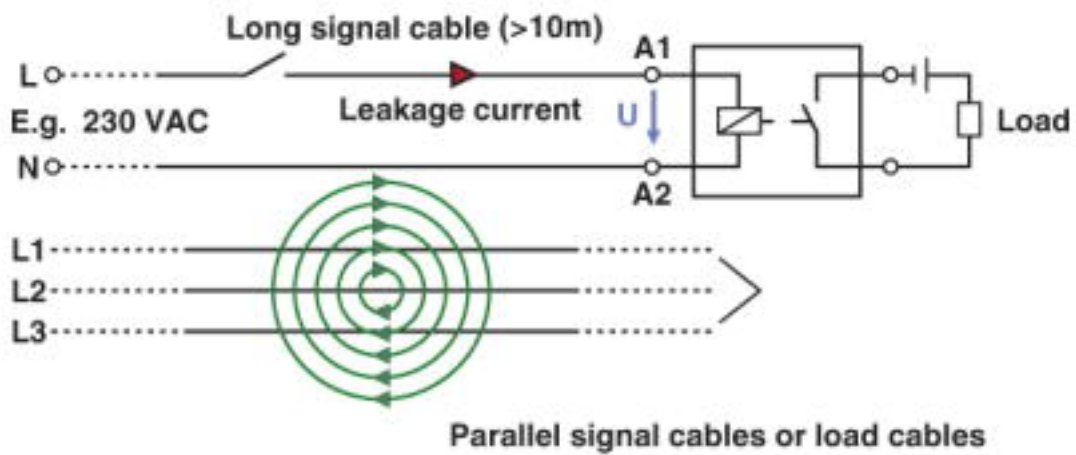 Long signal cable (>10m)
A1
L
Leakage current
U
Load
E.g. 230 VAC
N
A2
L1
L2
L3
Parallel signal cables or load cables